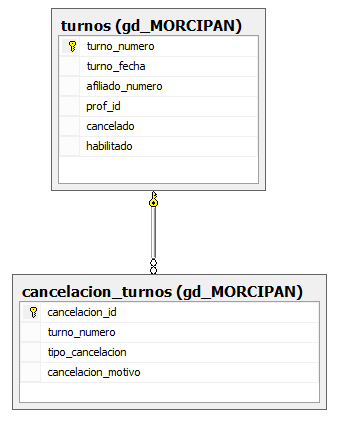 turnos (gd_MORCIPAN)
turno_numero
turno_fecha
afiliado_numero
prof_id
cancelado
habilitado
cancelacion_turnos (gd_MORCIPAN)
cancelacion_id
turno_numero
tipo_cancelacion
cancelacion_motivo